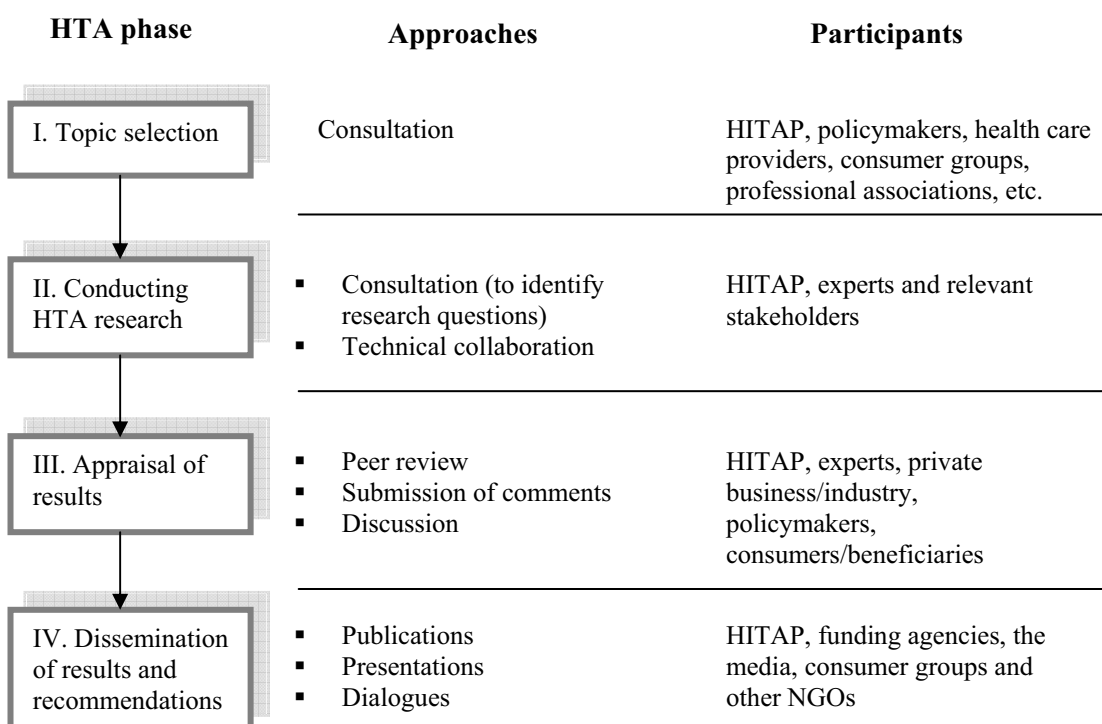 HTA phase
Approaches
Participants
I. Topic selection
Consultation
HITAP, policymakers, health care
providers, consumer groups,
professional associations, etc.
II. Conducting
HTA research
▪ Consultation (to identify
research questions)
▪ Technical collaboration
HITAP, experts and relevant
stakeholders
III. Appraisal of
results
▪ Peer review
▪ Submission of comments
▪ Discussion
HITAP, experts, private
business/industry,
policymakers,
consumers/beneficiaries
IV. Dissemination
of results and
recommendations
▪ Publications
▪ Presentations
▪ Dialogues
HITAP, funding agencies, the
media, consumer groups and
other NGOs